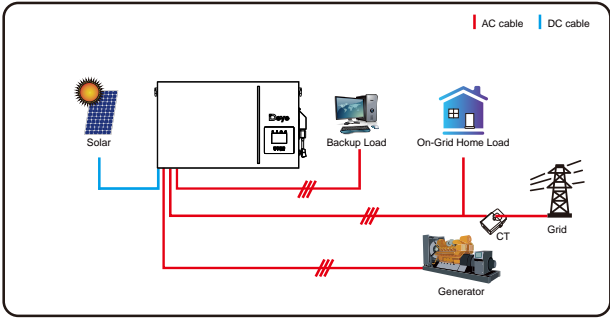 AC cable DC cable
Deye
Solar
Backup Load
On-Grid Home Load
CT
Grid
Generator